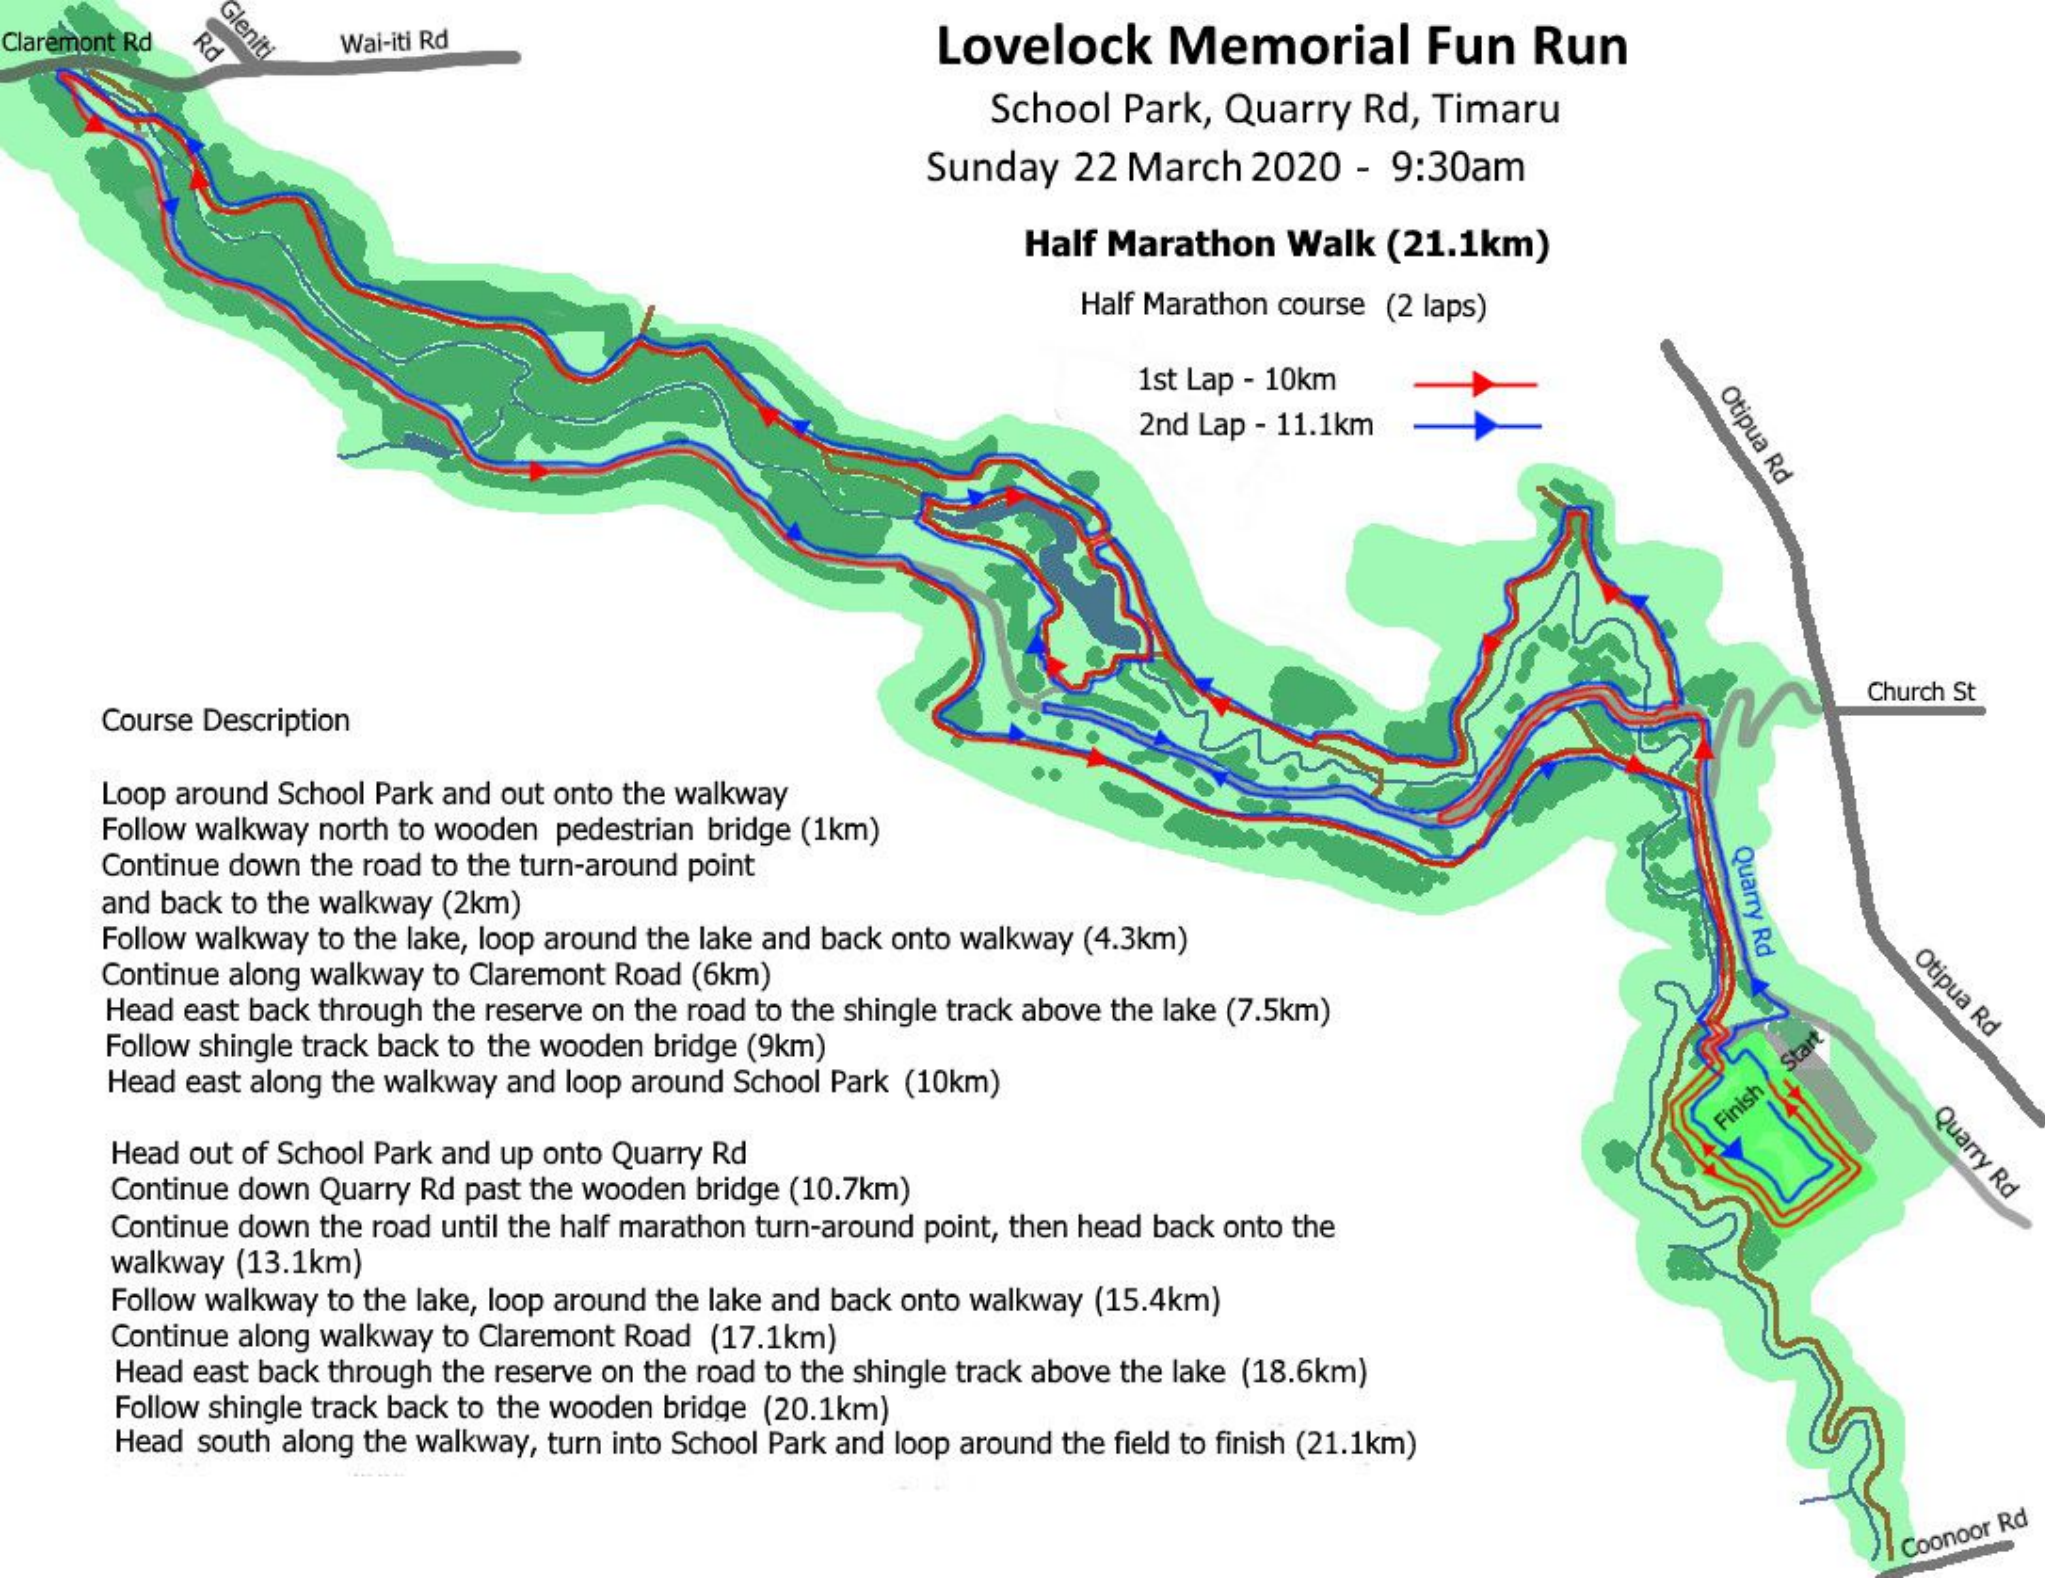 Lovelock Memorial Fun Run
School Park, Quarry Rd, Timaru
Sunday 22 March 2020 - 9:30am
Half Marathon Walk (21.1km)
Half Marathon course (2 laps)
1st Lap - 10km
2nd Lap - 11.1km
Claremont Rd
Gleniti
Rd
Wai-iti Rd
Otipua Rd
Church St
Quarry Rd
Otipua Rd
Start
Finish
Quarry Rd
Coonoor Rd
Course Description
Loop around School Park and out onto the walkway
Follow walkway north to wooden pedestrian bridge (1km)
Continue down the road to the turn-around point
and back to the walkway (2km)
Follow walkway to the lake, loop around the lake and back onto walkway (4.3km)
Continue along walkway to Claremont Road (6km)
Head east back through the reserve on the road to the shingle track above the lake (7.5km)
Follow shingle track back to the wooden bridge (9km)
Head east along the walkway and loop around School Park (10km)
Head out of School Park and up onto Quarry Rd
Continue down Quarry Rd past the wooden bridge (10.7km)
Continue down the road until the half marathon turn-around point, then head back onto the
walkway (13.1km)
Follow walkway to the lake, loop around the lake and back onto walkway (15.4km)
Continue along walkway to Claremont Road (17.1km)
Head east back through the reserve on the road to the shingle track above the lake (18.6km)
Follow shingle track back to the wooden bridge (20.1km)
Head south along the walkway, turn into School Park and loop around the field to finish (21.1km)